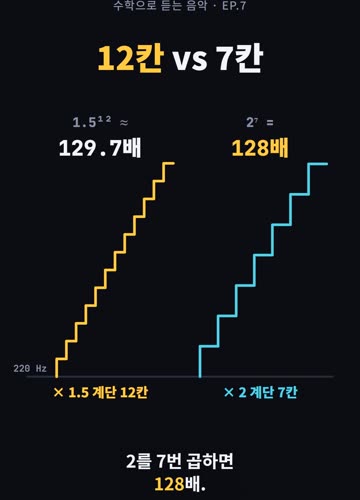 수학으로 듣는 음악 · EP.7
12칸 vs 7칸
1.5¹² ≈
129.7배
2⁷ =
128배
220 Hz
× 1.5 계단 12칸
× 2 계단 7칸
2를 7번 곱하면
128배.